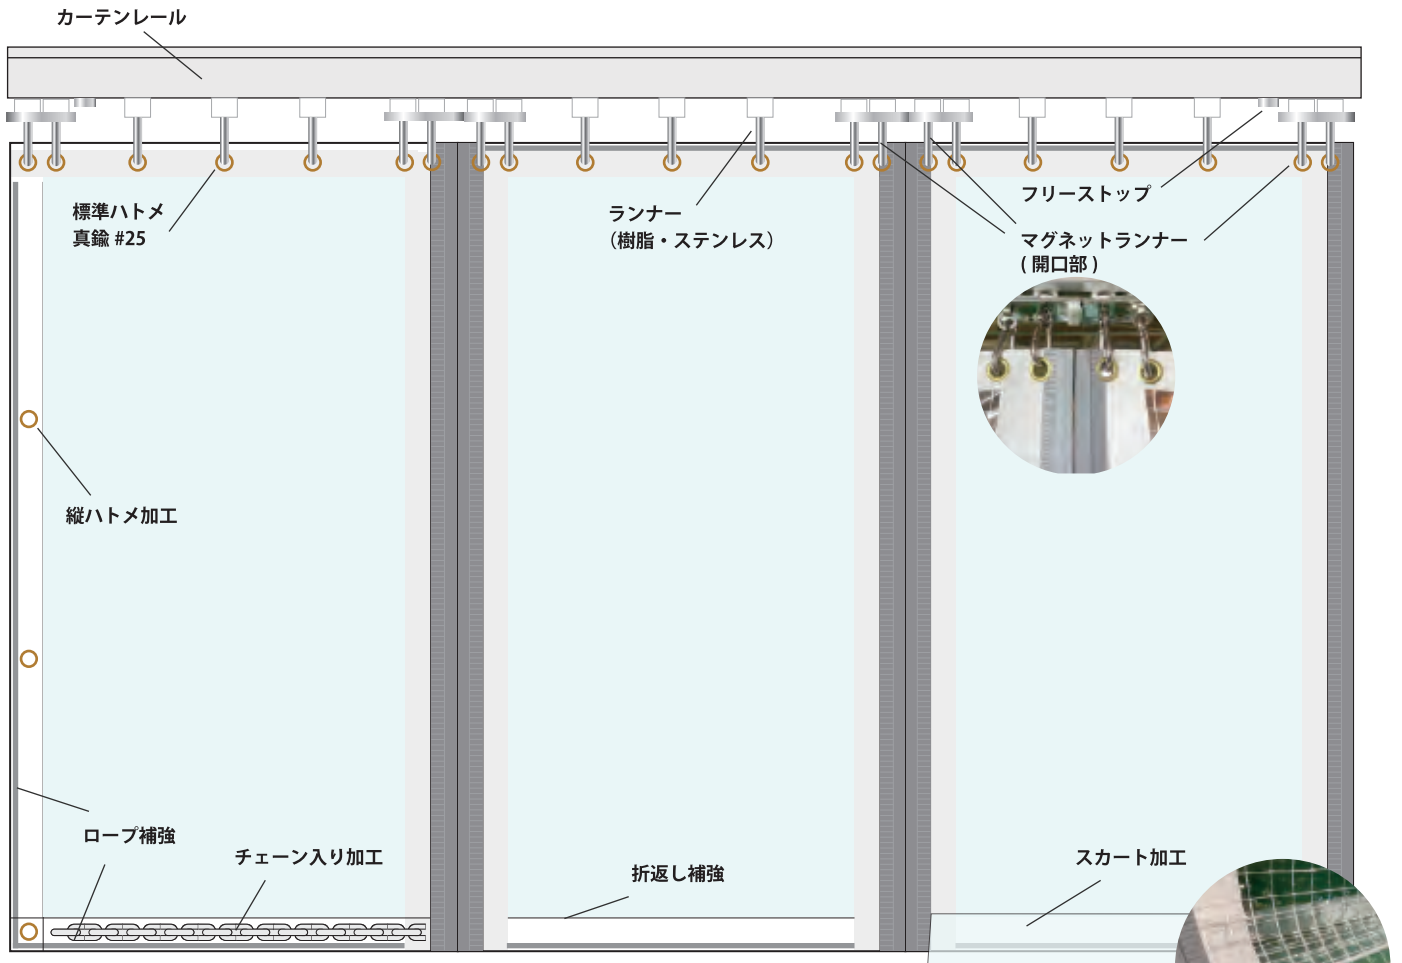 カーテンレール
標準ハトメ
真鍮 #25
ランナー
（樹脂・ステンレス）
フリーストップ
マグネットランナー
( 開口部 )
縦ハトメ加工
ロープ補強
チェーン入り加工
折返し補強
スカート加工